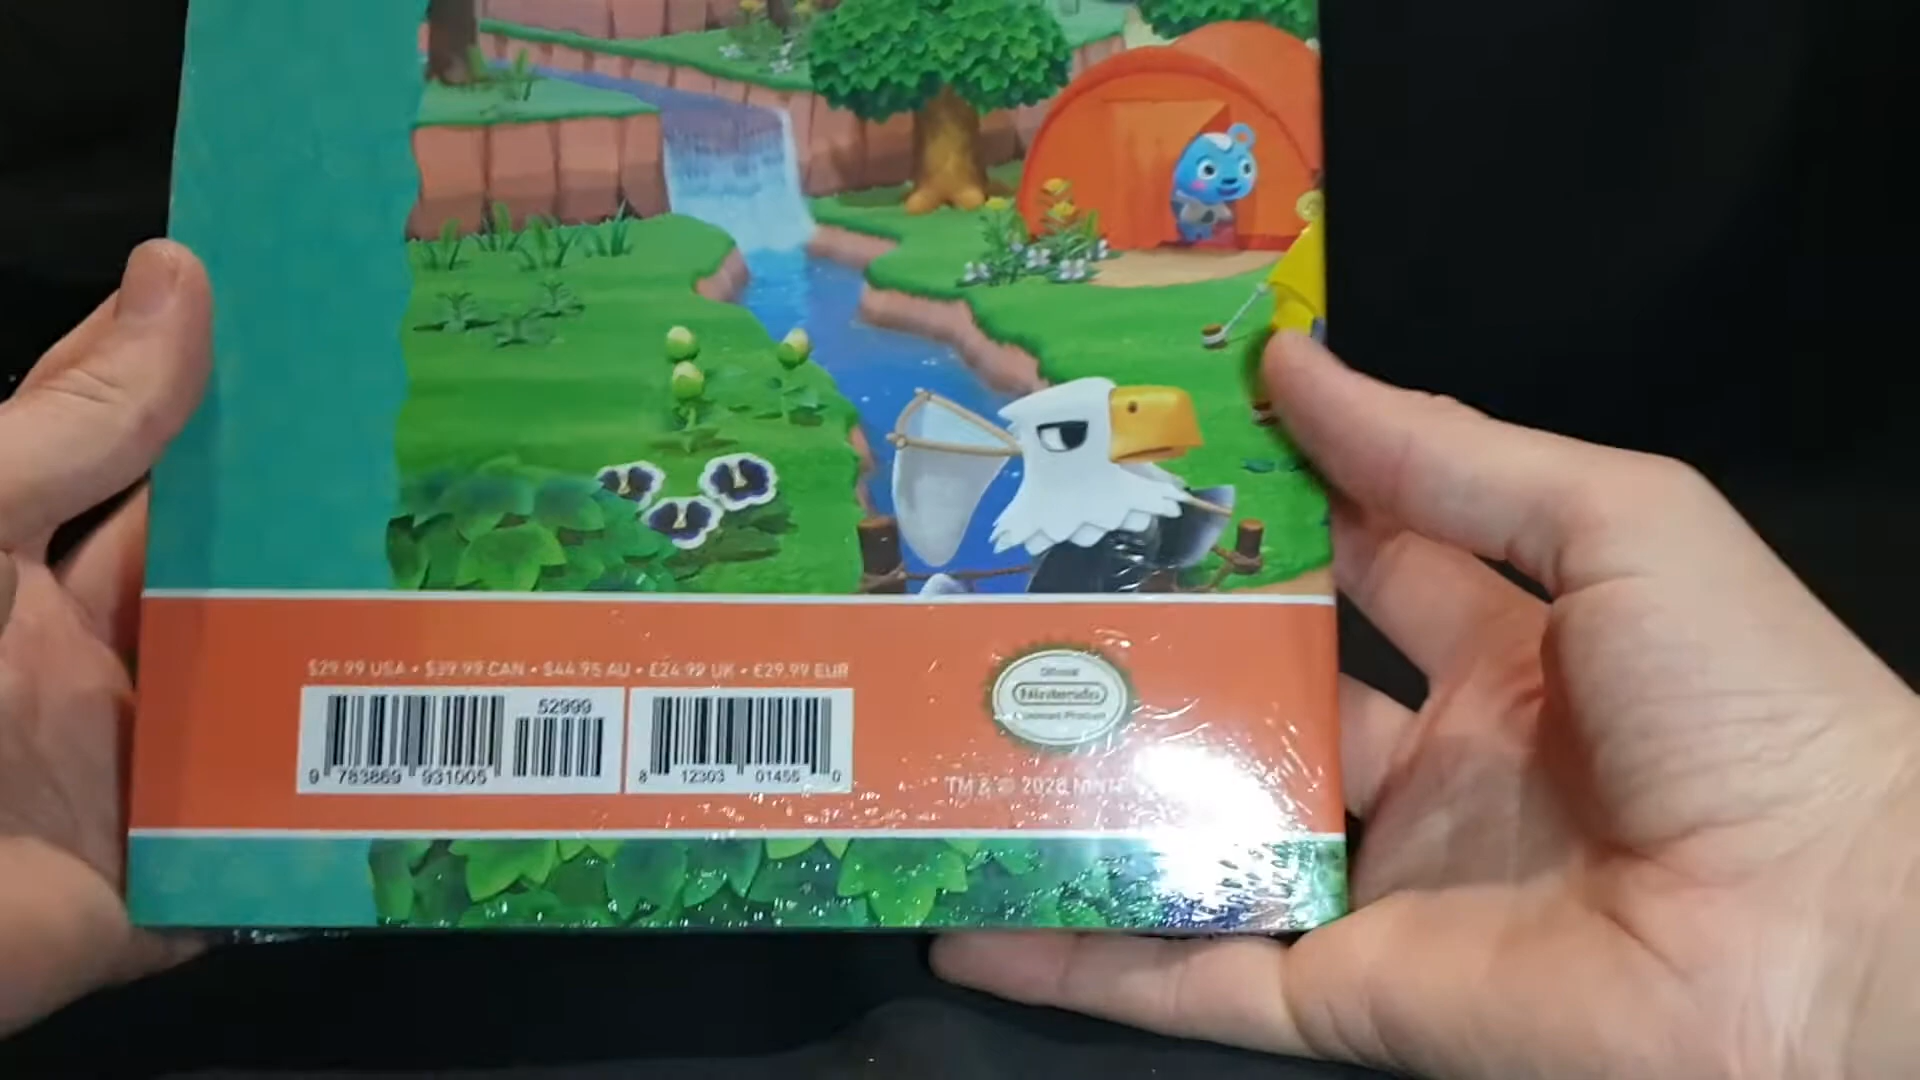 $29.99 USA • $39.99 CAN • $44.95 AU • £24.99 UK • €29.99 EUR
52999
9 783869 931005
8 12303 01455 0
Official
Nintendo
Licensed Product
TM & © 2020